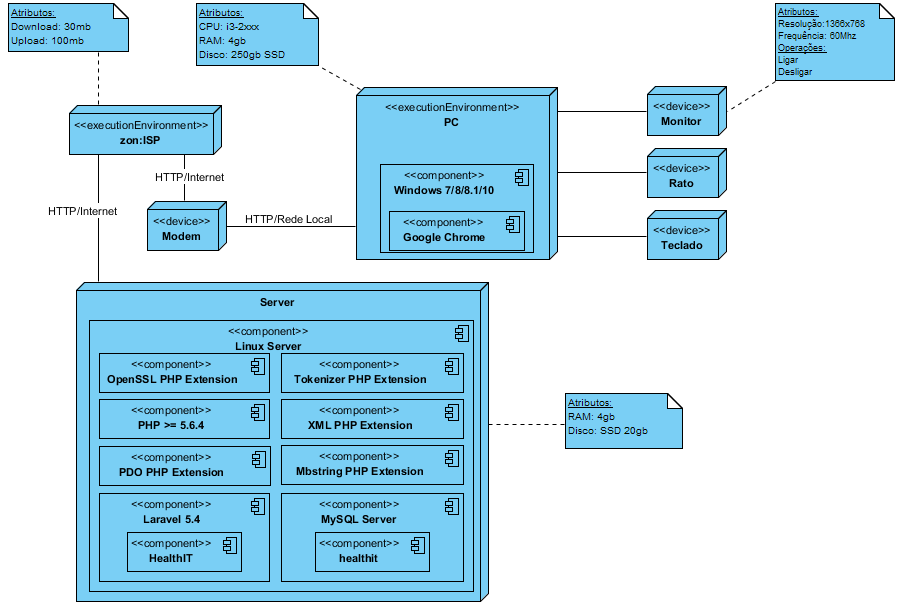 Atributos:
Download: 30mb
Upload: 100mb
Atributos:
CPU: i3-2xxx
RAM: 4gb
Disco: 250gb SSD
Atributos:
Resolução:1366x768
Frequência: 60Mhz
Operações:
Ligar
Desligar
<<executionEnvironment>>
zon:ISP
<<executionEnvironment>>
PC
<<device>>
Monitor
HTTP/Internet
HTTP/Internet
<<component>>
Windows 7/8/8.1/10
<<device>>
Rato
<<device>>
Modem
HTTP/Rede Local
<<component>>
Google Chrome
<<device>>
Teclado
Server
<<component>>
Linux Server
<<component>>
OpenSSL PHP Extension
<<component>>
Tokenizer PHP Extension
<<component>>
PHP >= 5.6.4
<<component>>
XML PHP Extension
<<component>>
PDO PHP Extension
<<component>>
Mbstring PHP Extension
<<component>>
Laravel 5.4
<<component>>
HealthIT
<<component>>
MySQL Server
<<component>>
healthit
Atributos:
RAM: 4gb
Disco: SSD 20gb